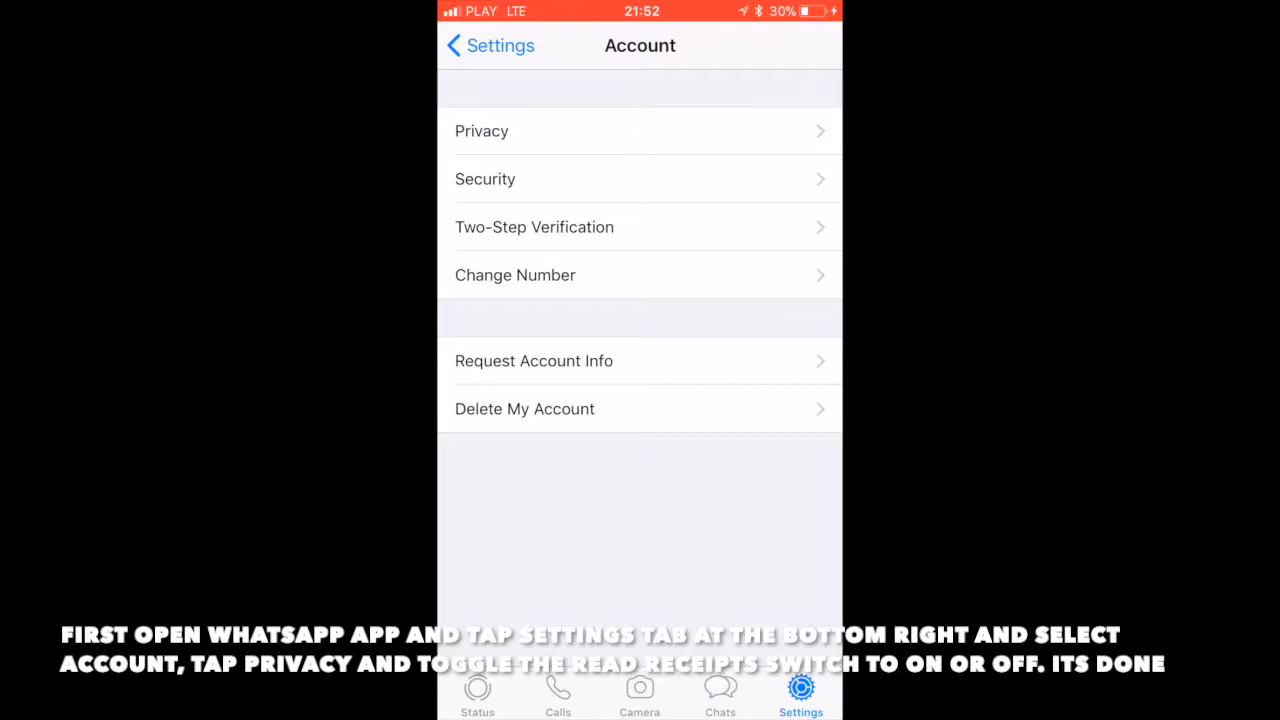 PLAY LTE 21:52 30%
Settings Account
Privacy
Security
Two-Step Verification
Change Number
Request Account Info
Delete My Account
FIRST OPEN WHATSAPP APP AND TAP SETTINGS TAB AT THE BOTTOM RIGHT AND SELECT
ACCOUNT, TAP PRIVACY AND TOGGLE THE READ RECEIPTS SWITCH TO ON OR OFF. ITS DONE
Status Calls Camera Chats Settings